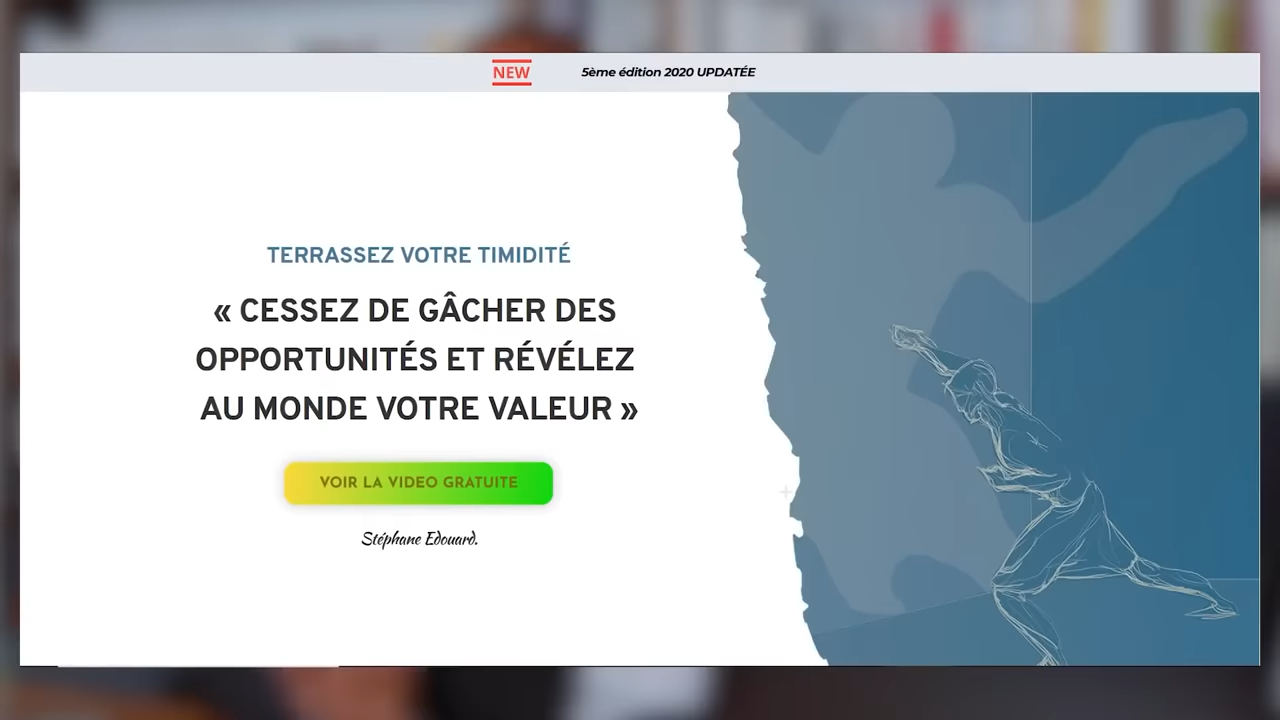 NEW
5ème édition 2020 UPDATÉE
TERRASSEZ VOTRE TIMIDITÉ
« CESSEZ DE GÂCHER DES
OPPORTUNITÉS ET RÉVÉLEZ
AU MONDE VOTRE VALEUR »
VOIR LA VIDEO GRATUITE
Stéphane Edouard.